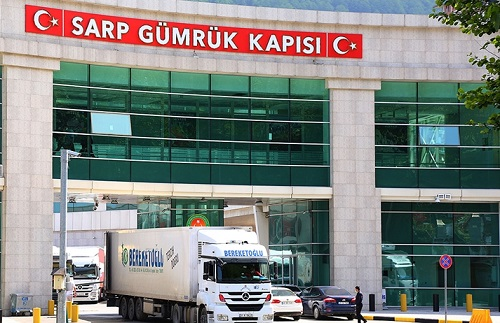 SARP GÜMRÜK KAPISI
BEREKETOĞLU
BEREKETOĞLU